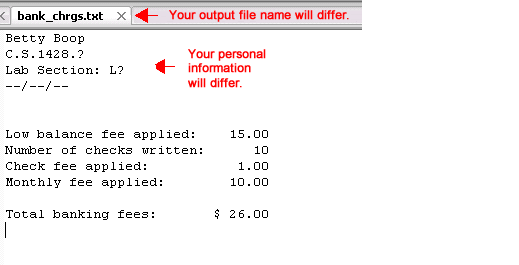 bank_chrgs.txt
Your output file name will differ.
Betty Boop
C.S.1428.?
Lab Section: L?
--/--/--
Your personal
information
will differ.
Low balance fee applied: 15.00
Number of checks written: 10
Check fee applied: 1.00
Monthly fee applied: 10.00
Total banking fees: $ 26.00